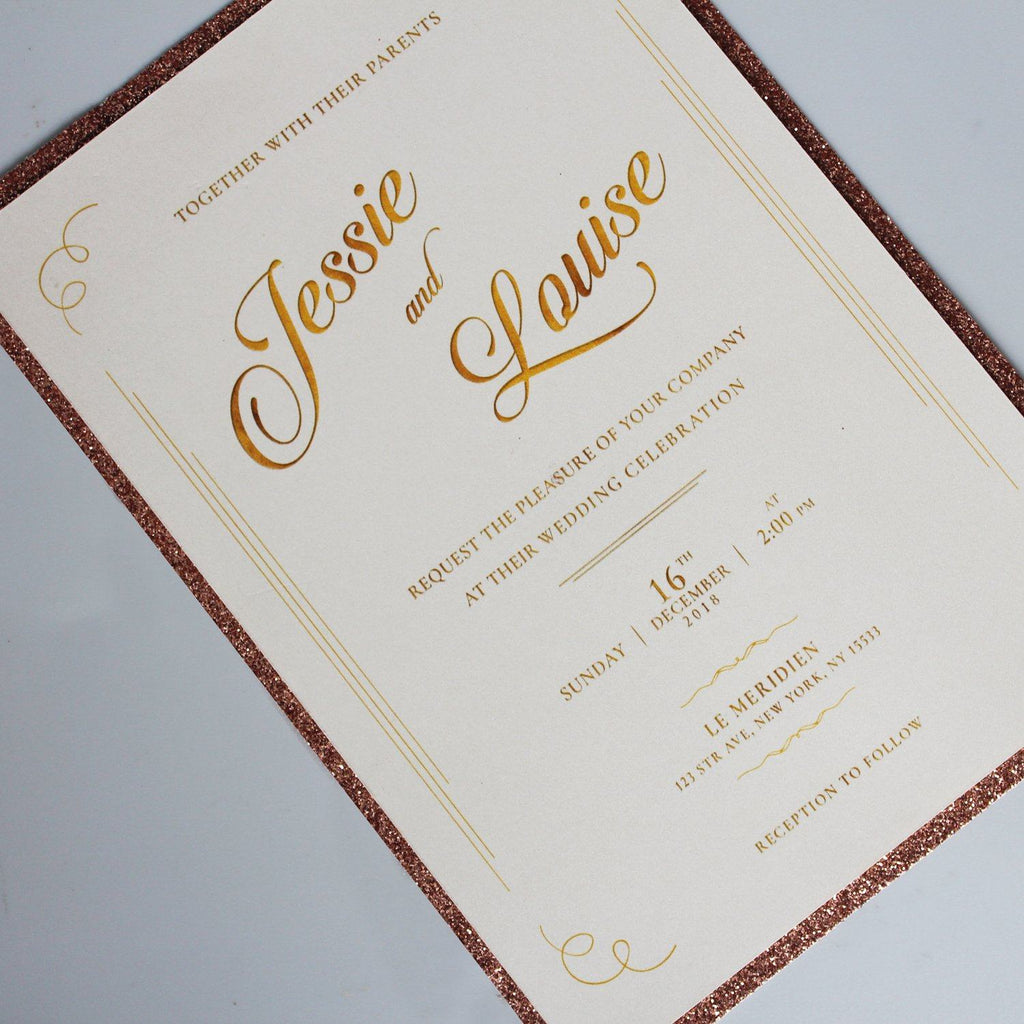 TOGETHER WITH THEIR PARENTS
Jessie
and
Louise
REQUEST THE PLEASURE OF YOUR COMPANY
AT THEIR WEDDING CELEBRATION
SUNDAY | 16TH DECEMBER 2018 | AT 2:00 PM
LE MERIDIEN
123 STR AVE, NEW YORK, NY 15533
RECEPTION TO FOLLOW